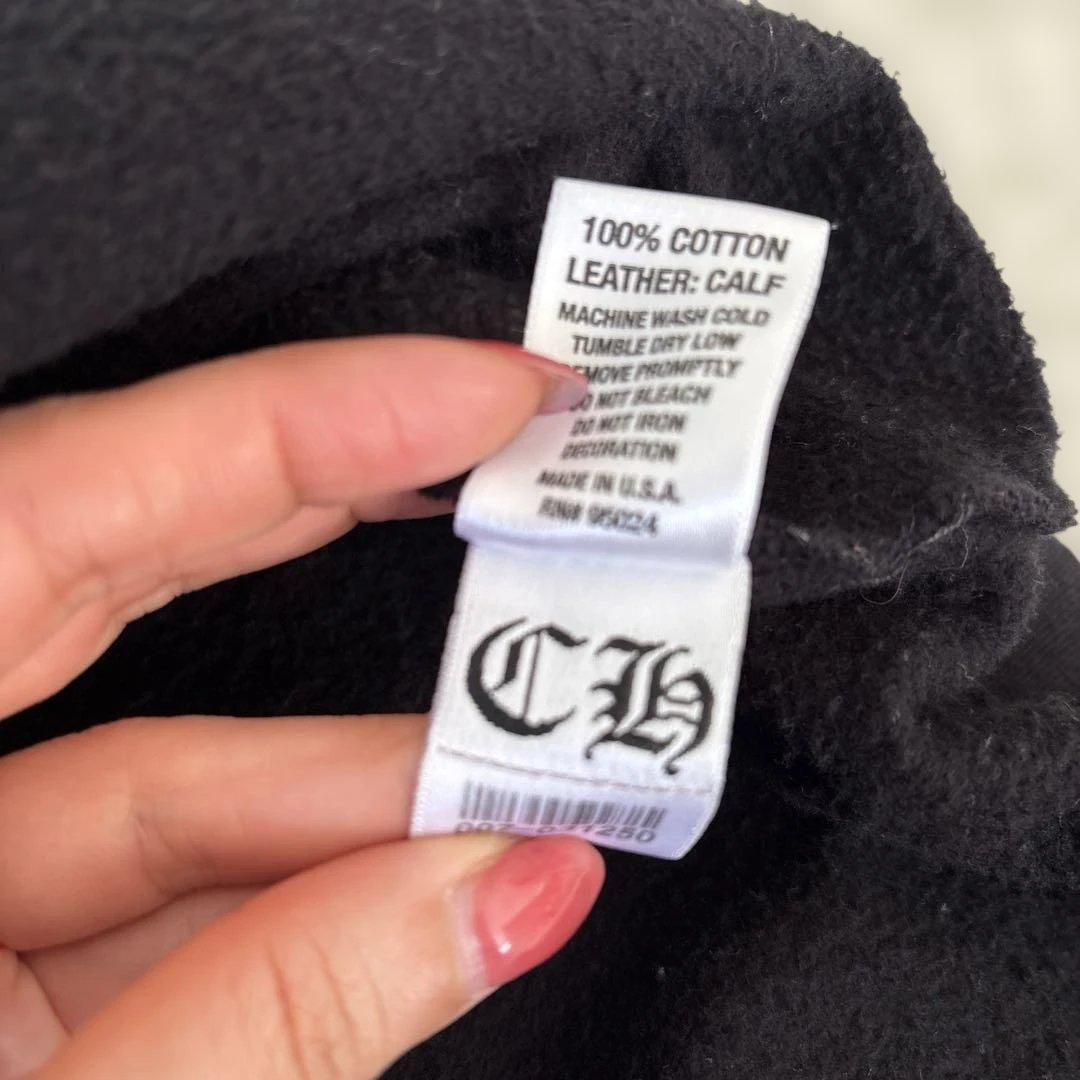 100% COTTON
LEATHER: CALF
MACHINE WASH COLD
TUMBLE DRY LOW
REMOVE PROMPTLY
DO NOT BLEACH
DO NOT IRON
DECORATION
MADE IN U.S.A.
RN# 95024
CH